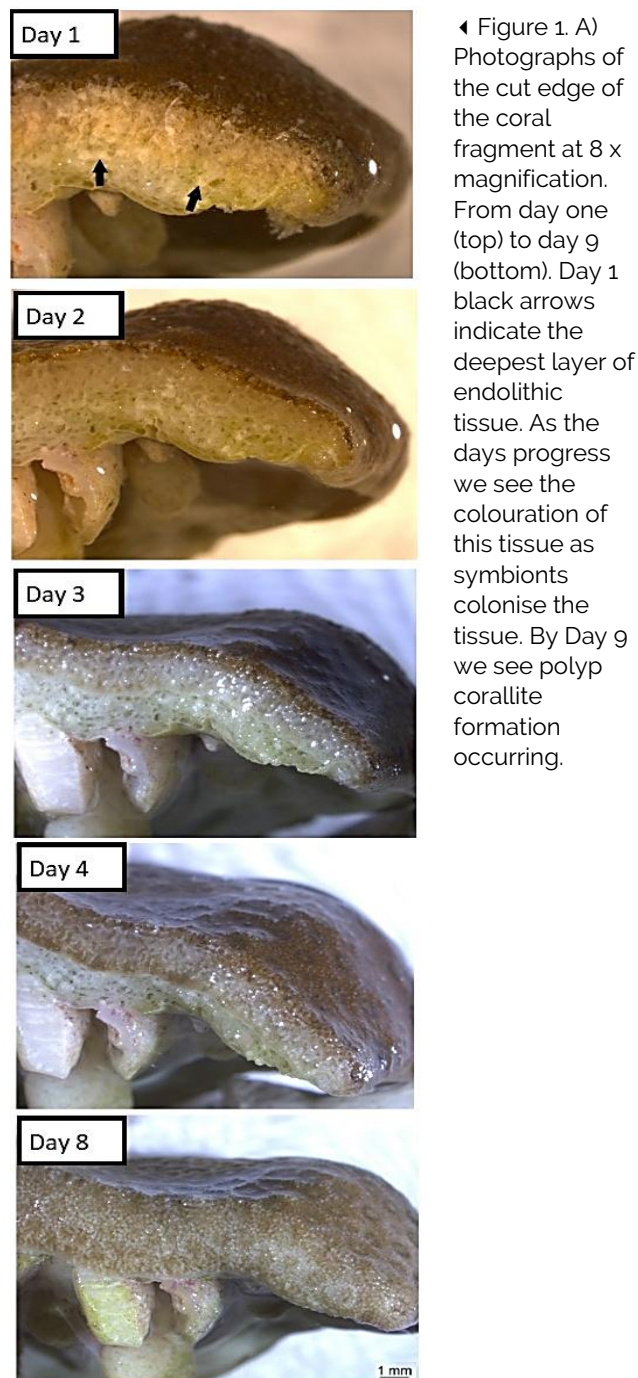 Day 1
Day 2
Day 3
Day 4
Day 8
1 mm
◂ Figure 1. A)
Photographs of
the cut edge of
the coral
fragment at 8 x
magnification.
From day one
(top) to day 9
(bottom). Day 1
black arrows
indicate the
deepest layer of
endolithic
tissue. As the
days progress
we see the
colouration of
this tissue as
symbionts
colonise the
tissue. By Day 9
we see polyp
corallite
formation
occurring.